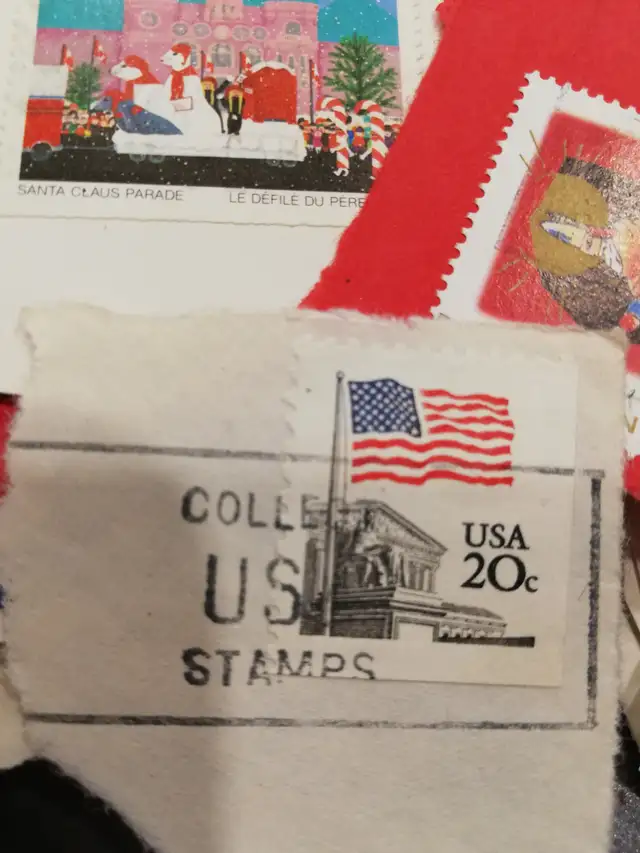 SANTA CLAUS PARADE
LE DÉFILÉ DU PÈRE
COLLE
US
STAMPS
USA
20c